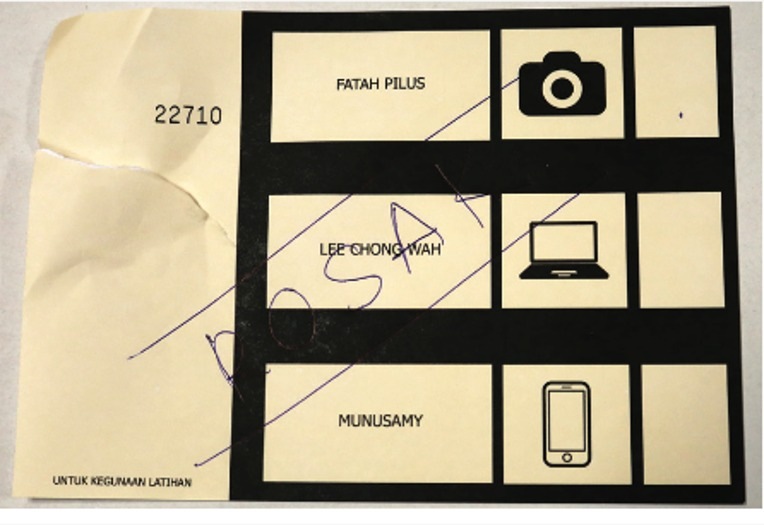 22710
FATAH PILUS
LEE CHONG WAH
ROSAK
MUNUSAMY
UNTUK KEGUNAAN LATIHAN